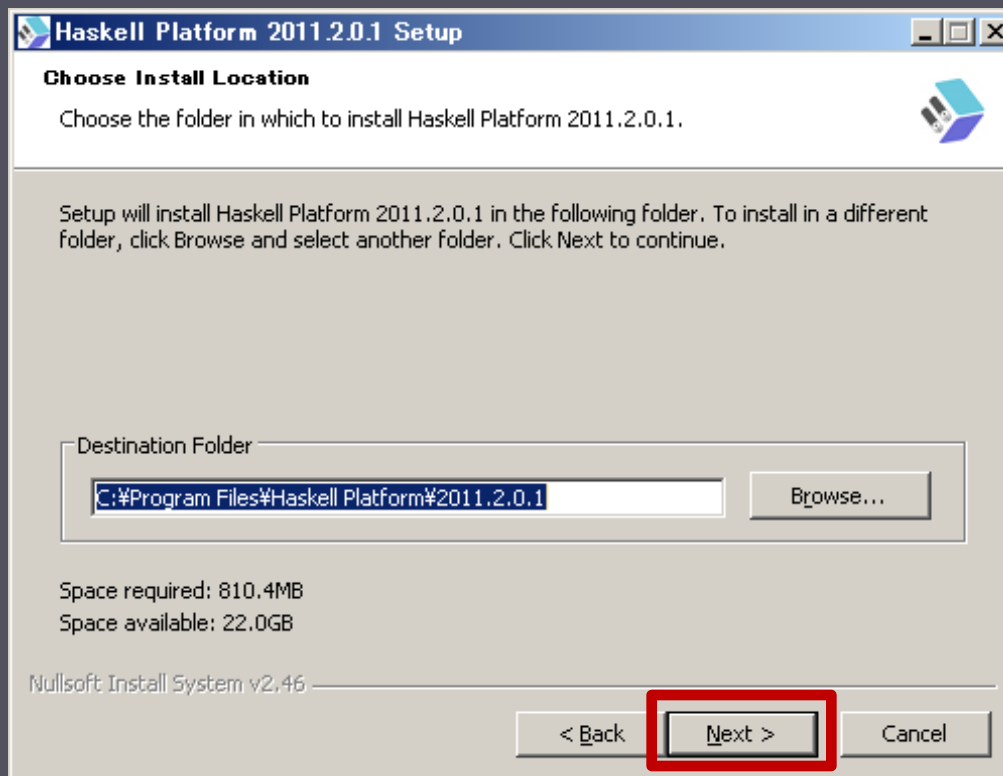 Haskell Platform 2011.2.0.1 Setup
Choose Install Location
Choose the folder in which to install Haskell Platform 2011.2.0.1.
Setup will install Haskell Platform 2011.2.0.1 in the following folder. To install in a different
folder, click Browse and select another folder. Click Next to continue.
Destination Folder
C:¥Program Files¥Haskell Platform¥2011.2.0.1
Browse...
Space required: 810.4MB
Space available: 22.0GB
Nullsoft Install System v2.46
< Back
Next >
Cancel